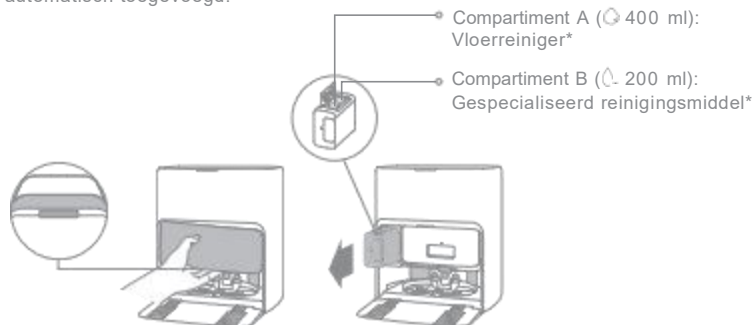 automatisch toegevoegd.
Compartiment A ( 400 ml):
Vloerreiniger*
Compartiment B ( 200 ml):
Gespecialiseerd reinigingsmiddel*